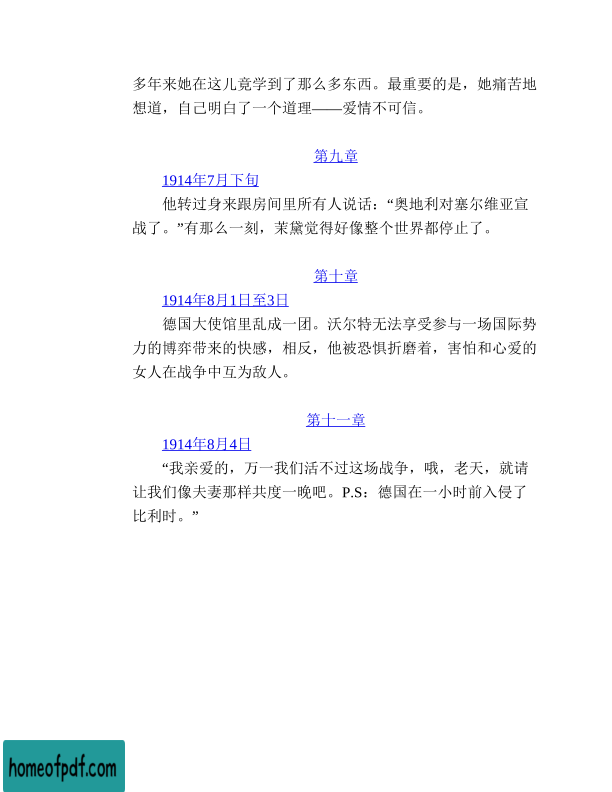 多年来她在这儿竟学到了那么多东西。最重要的是，她痛苦地
想道，自己明白了一个道理——爱情不可信。
第九章
1914年7月下旬
他转过身来跟房间里所有人说话：“奥地利对塞尔维亚宣
战了。”有那么一刻，茉黛觉得好像整个世界都停止了。
第十章
1914年8月1日至3日
德国大使馆里乱成一团。沃尔特无法享受参与一场国际势
力的博弈带来的快感，相反，他被恐惧折磨着，害怕和心爱的
女人在战争中互为敌人。
第十一章
1914年8月4日
“我亲爱的，万一我们活不过这场战争，哦，老天，就请
让我们像夫妻那样共度一晚吧。P.S：德国在一小时前入侵了
比利时。”
homeofpdf.com